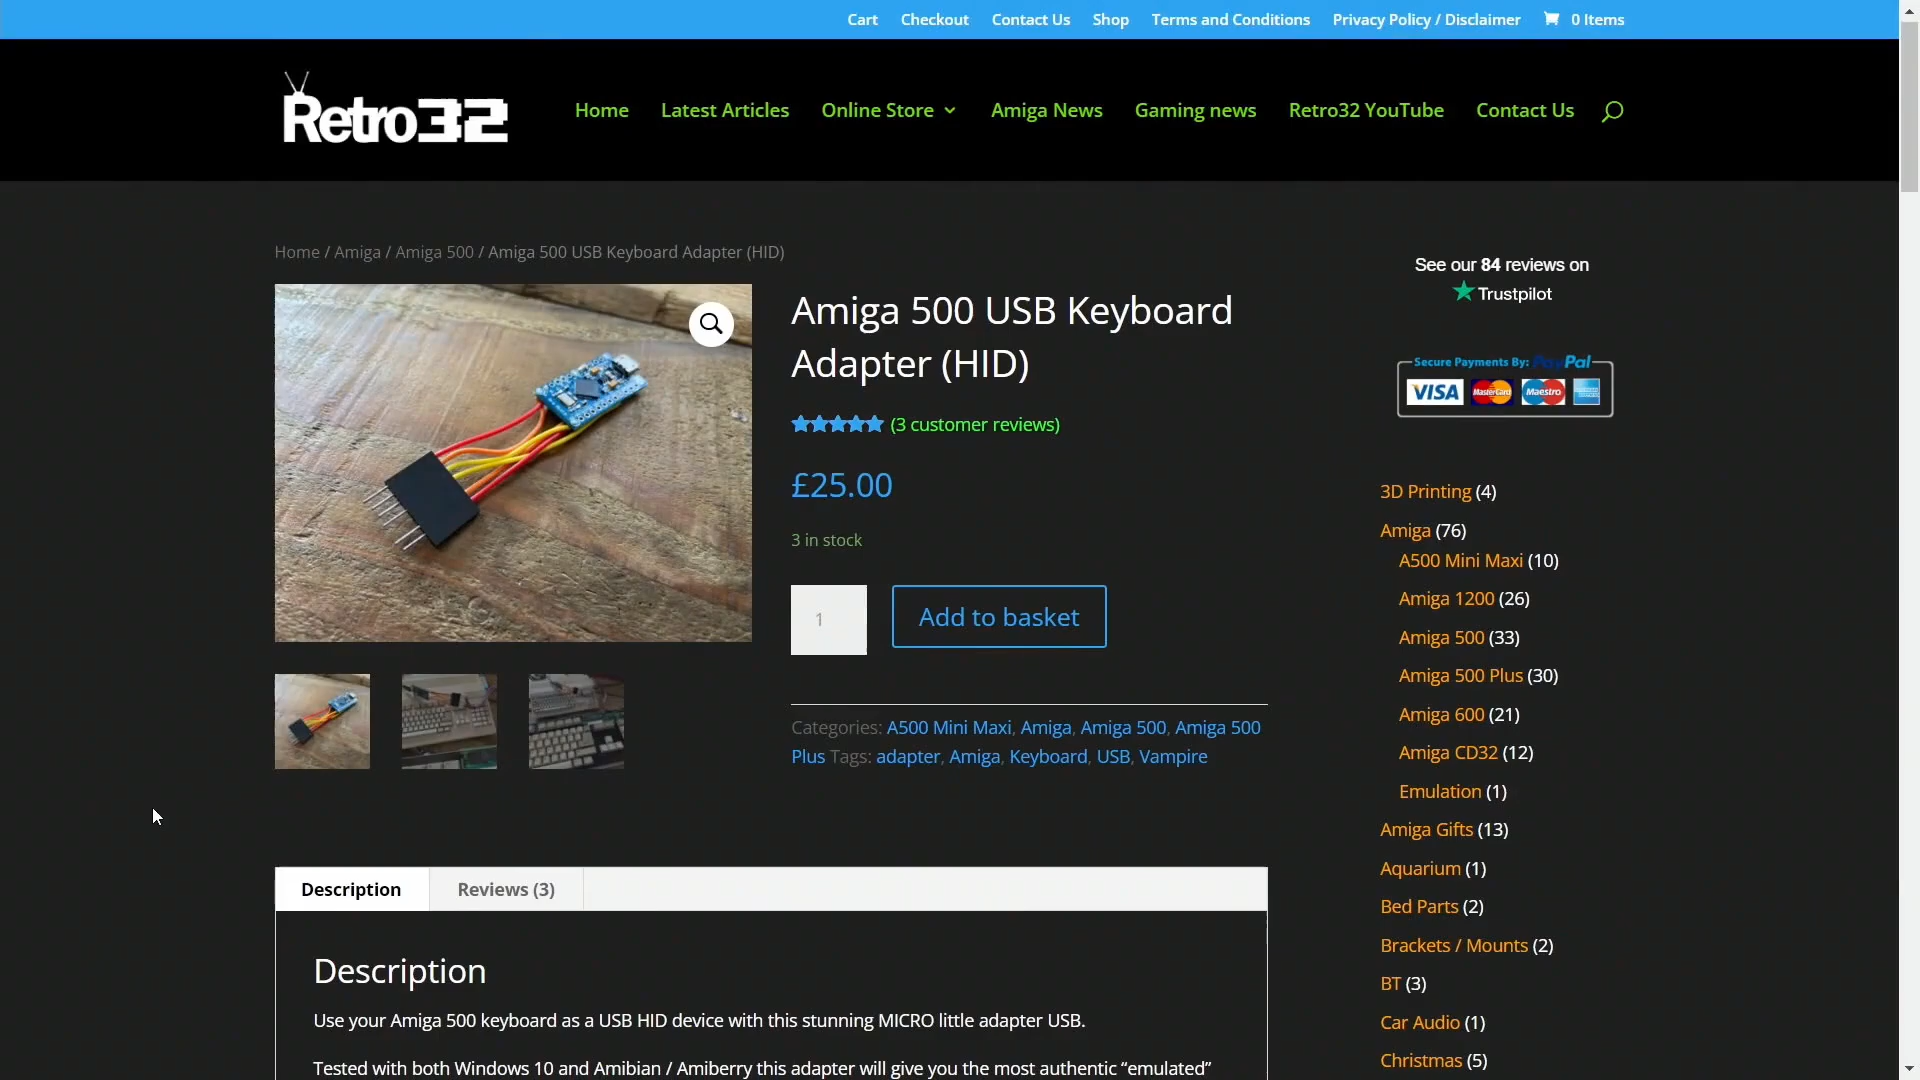 Cart Checkout Contact Us Shop Terms and Conditions Privacy Policy / Disclaimer 0 Items
Retro32
Home Latest Articles Online Store Amiga News Gaming news Retro32 YouTube Contact Us
Home / Amiga / Amiga 500 / Amiga 500 USB Keyboard Adapter (HID)
Amiga 500 USB Keyboard
Adapter (HID)
(3 customer reviews)
£25.00
3 in stock
1
Add to basket
Categories: A500 Mini Maxi, Amiga, Amiga 500, Amiga 500
Plus Tags: adapter, Amiga, Keyboard, USB, Vampire
Description Reviews (3)
Description
Use your Amiga 500 keyboard as a USB HID device with this stunning MICRO little adapter USB.
Tested with both Windows 10 and Amibian / Amiberry this adapter will give you the most authentic “emulated”
See our 84 reviews on
Trustpilot
Secure Payments By: PayPal
VISA MasterCard Maestro
3D Printing (4)
Amiga (76)
A500 Mini Maxi (10)
Amiga 1200 (26)
Amiga 500 (33)
Amiga 500 Plus (30)
Amiga 600 (21)
Amiga CD32 (12)
Emulation (1)
Amiga Gifts (13)
Aquarium (1)
Bed Parts (2)
Brackets / Mounts (2)
BT (3)
Car Audio (1)
Christmas (5)